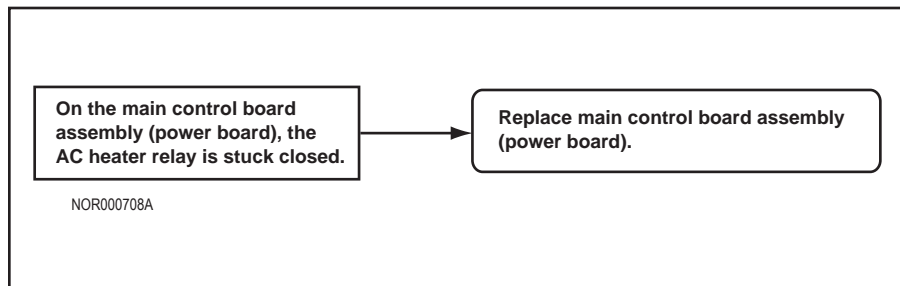 On the main control board
assembly (power board), the
AC heater relay is stuck closed.
Replace main control board assembly
(power board).
NOR000708A